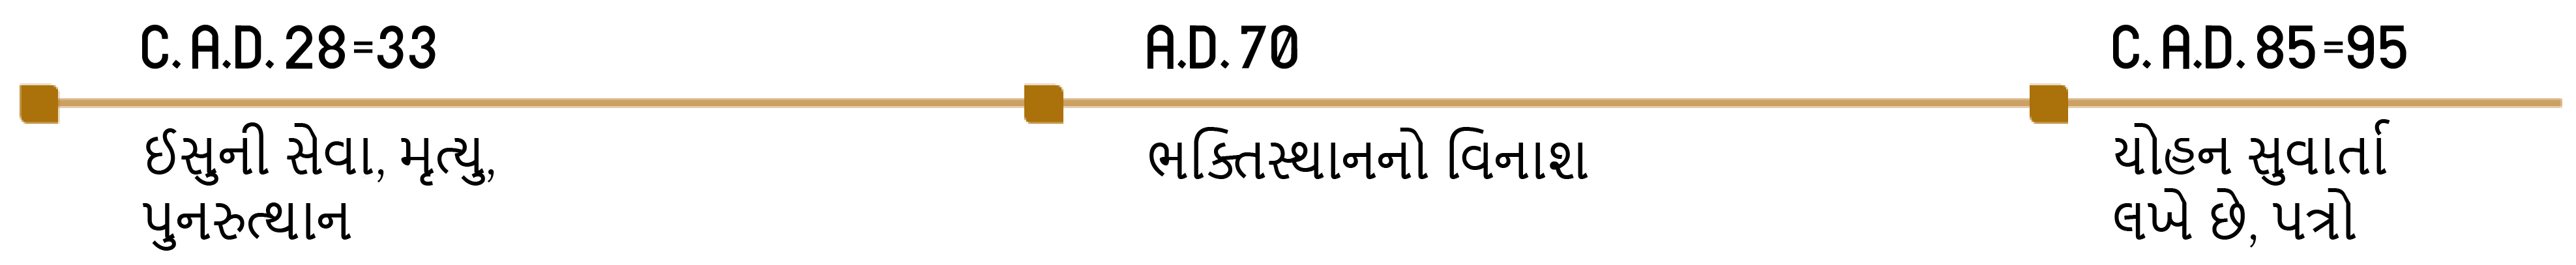 C. A.D. 28=33
A.D. 70
C. A.D. 85=95
ઈસુની સેવા, મૃત્યુ,
પુનરુત્થાન
ભક્તિસ્થાનનો વિનાશ
યોહન સુવાર્તા
લખે છે, પત્રો